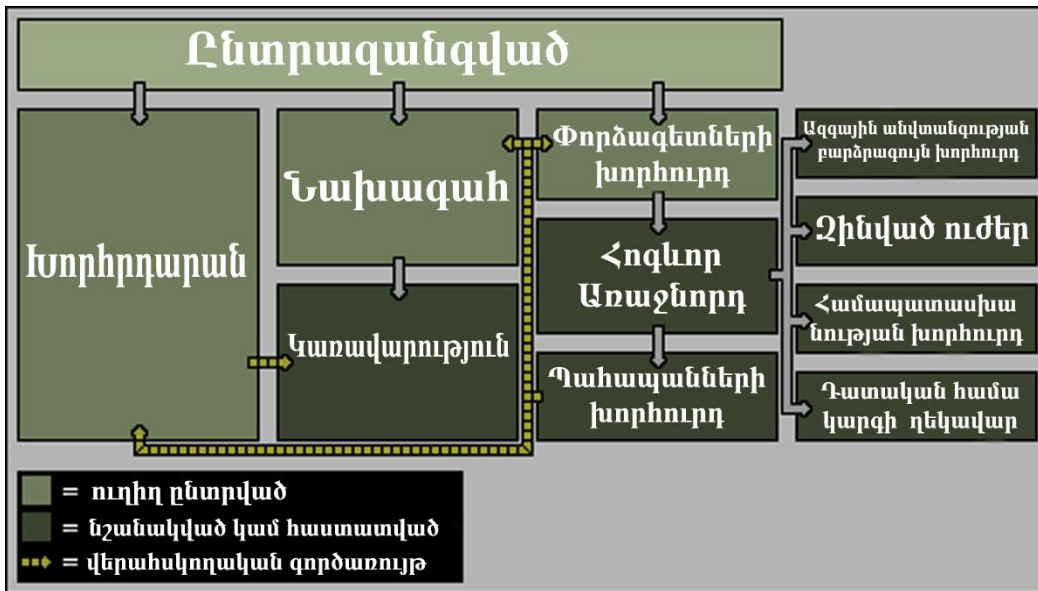 Ընտրազանգված
Խորհրդարան
Նախագահ
Կառավարություն
Փորձագետների
խորհուրդ
Հոգևոր
Առաջնորդ
Պահապանների
խորհուրդ
Ազգային անվտանգության
բարձրագույն խորհուրդ
Զինված ուժեր
Համապատասխա
նության խորհուրդ
Դատական համա
կարգի ղեկավար
= ուղիղ ընտրված
= նշանակված կամ հաստատված
= վերահսկողական գործառույթ